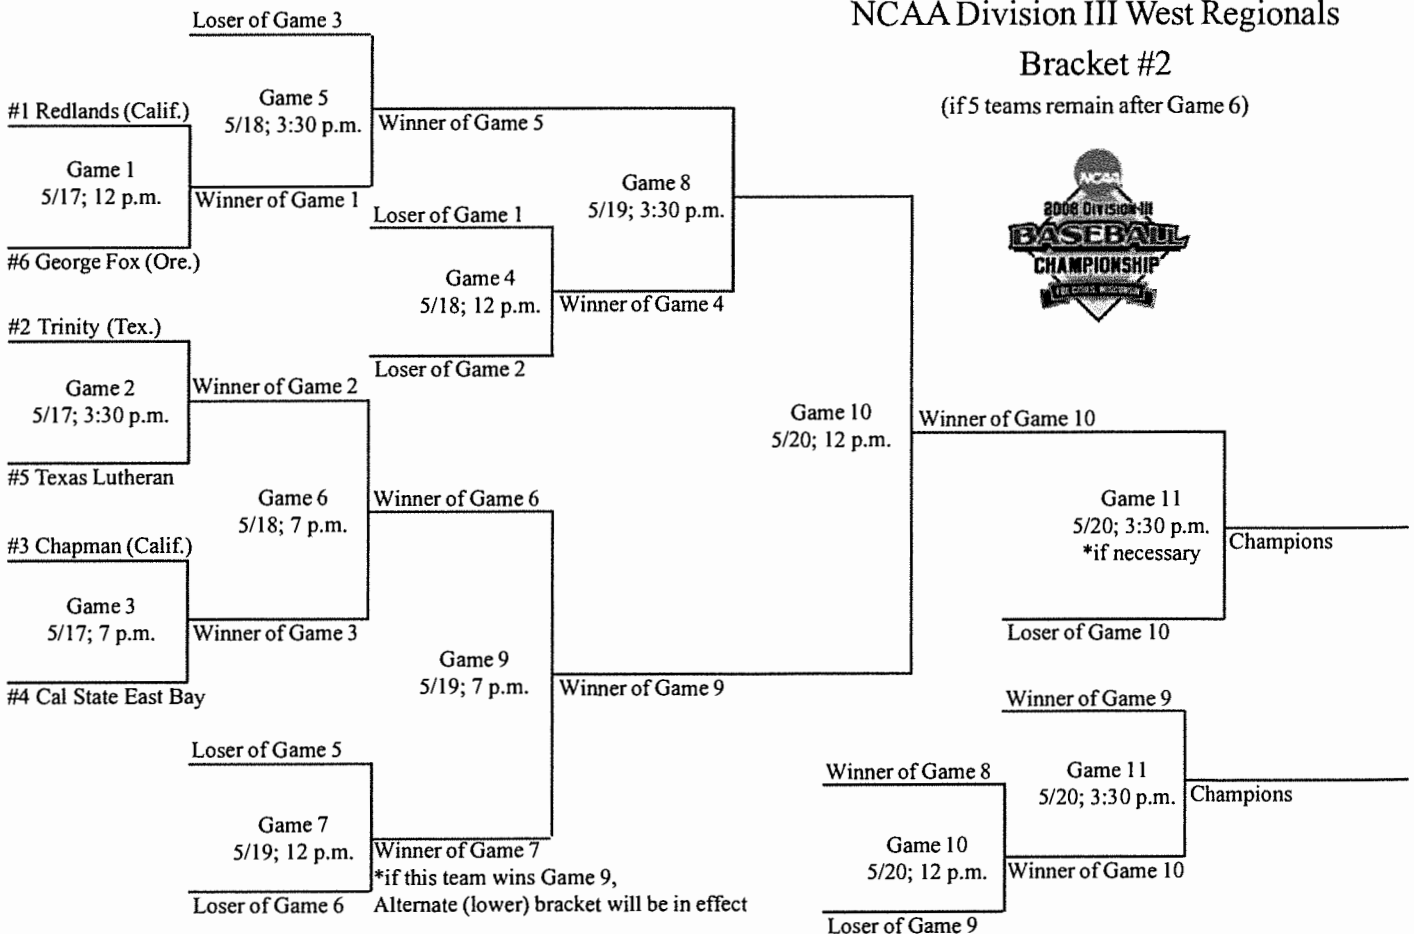 NCAA Division III West Regionals
Bracket #2
(if 5 teams remain after Game 6)
NCAA
2008 DIVISION III
BASEBALL
CHAMPIONSHIP
Loser of Game 3
Game 5
5/18; 3:30 p.m.
#1 Redlands (Calif.)
Winner of Game 5
Game 1
5/17; 12 p.m.
Winner of Game 1
Game 8
5/19; 3:30 p.m.
Loser of Game 1
#6 George Fox (Ore.)
Game 4
5/18; 12 p.m.
Winner of Game 4
#2 Trinity (Tex.)
Loser of Game 2
Game 2
5/17; 3:30 p.m.
Winner of Game 2
Game 10
5/20; 12 p.m.
Winner of Game 10
#5 Texas Lutheran
Game 6
5/18; 7 p.m.
Winner of Game 6
Game 11
5/20; 3:30 p.m.
*if necessary
Champions
#3 Chapman (Calif.)
Game 3
5/17; 7 p.m.
Winner of Game 3
Loser of Game 10
Game 9
5/19; 7 p.m.
Winner of Game 9
#4 Cal State East Bay
Winner of Game 9
Loser of Game 5
Winner of Game 8
Game 11
5/20; 3:30 p.m.
Champions
Game 7
5/19; 12 p.m.
Winner of Game 7
*if this team wins Game 9,
Alternate (lower) bracket will be in effect
Game 10
5/20; 12 p.m.
Winner of Game 10
Loser of Game 6
Loser of Game 9